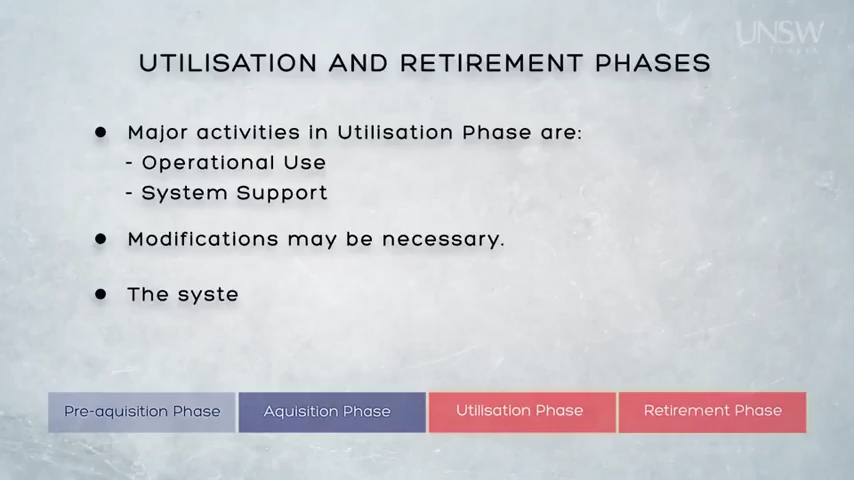 UNSW
AUSTRALIA
UTILISATION AND RETIREMENT PHASES
● Major activities in Utilisation Phase are:
- Operational Use
- System Support
● Modifications may be necessary.
● The syste
Pre-aquisition Phase
Aquisition Phase
Utilisation Phase
Retirement Phase